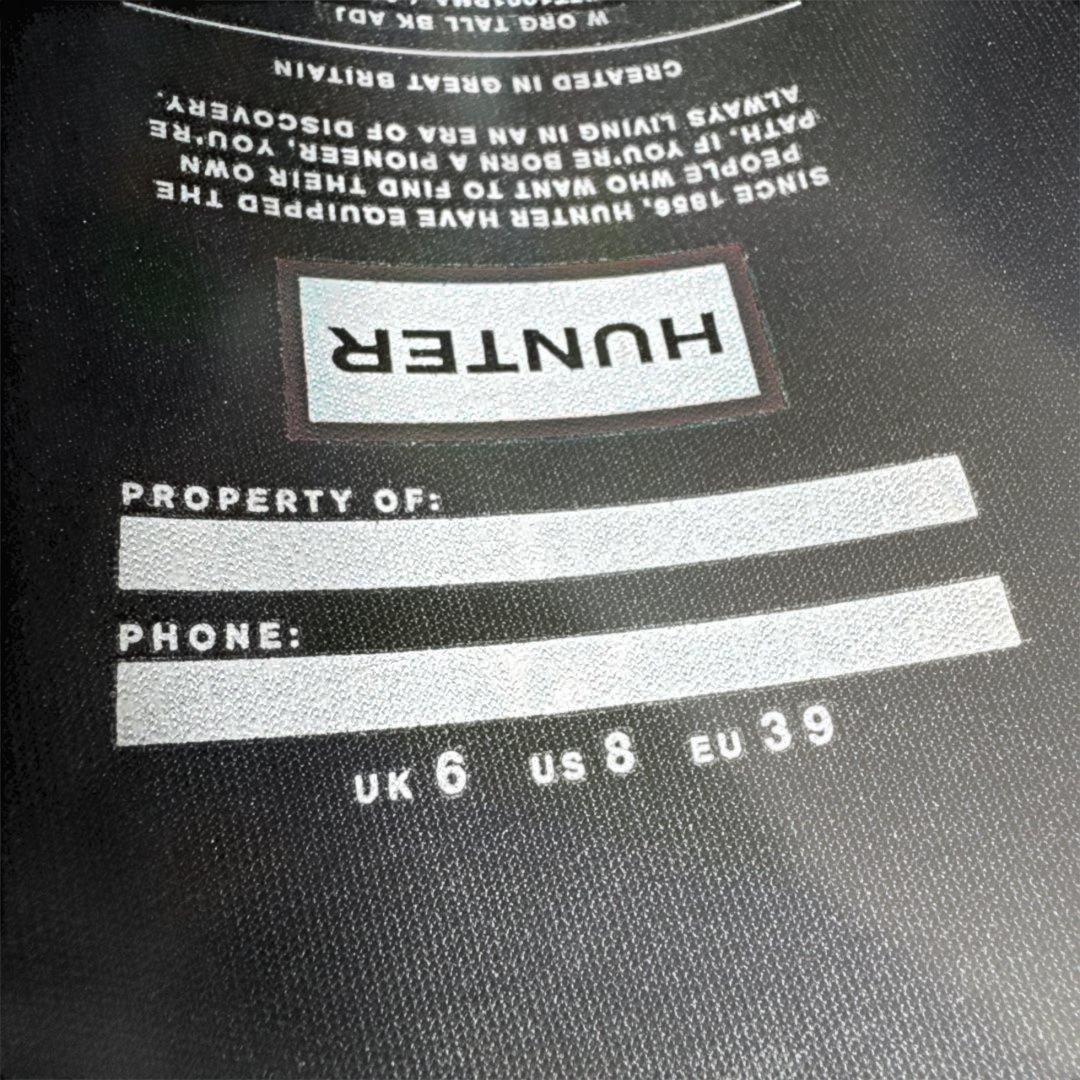 HUNTER
SINCE 1856, HUNTER HAVE EQUIPPED THE
PEOPLE WHO WANT TO FIND THEIR OWN
PATH. IF YOU'RE BORN A PIONEER, YOU'RE
ALWAYS LIVING IN AN ERA OF DISCOVERY.
CREATED IN GREAT BRITAIN
W ORG TALL BK ADJ
PROPERTY OF:
PHONE:
UK 6 US 8 EU 39